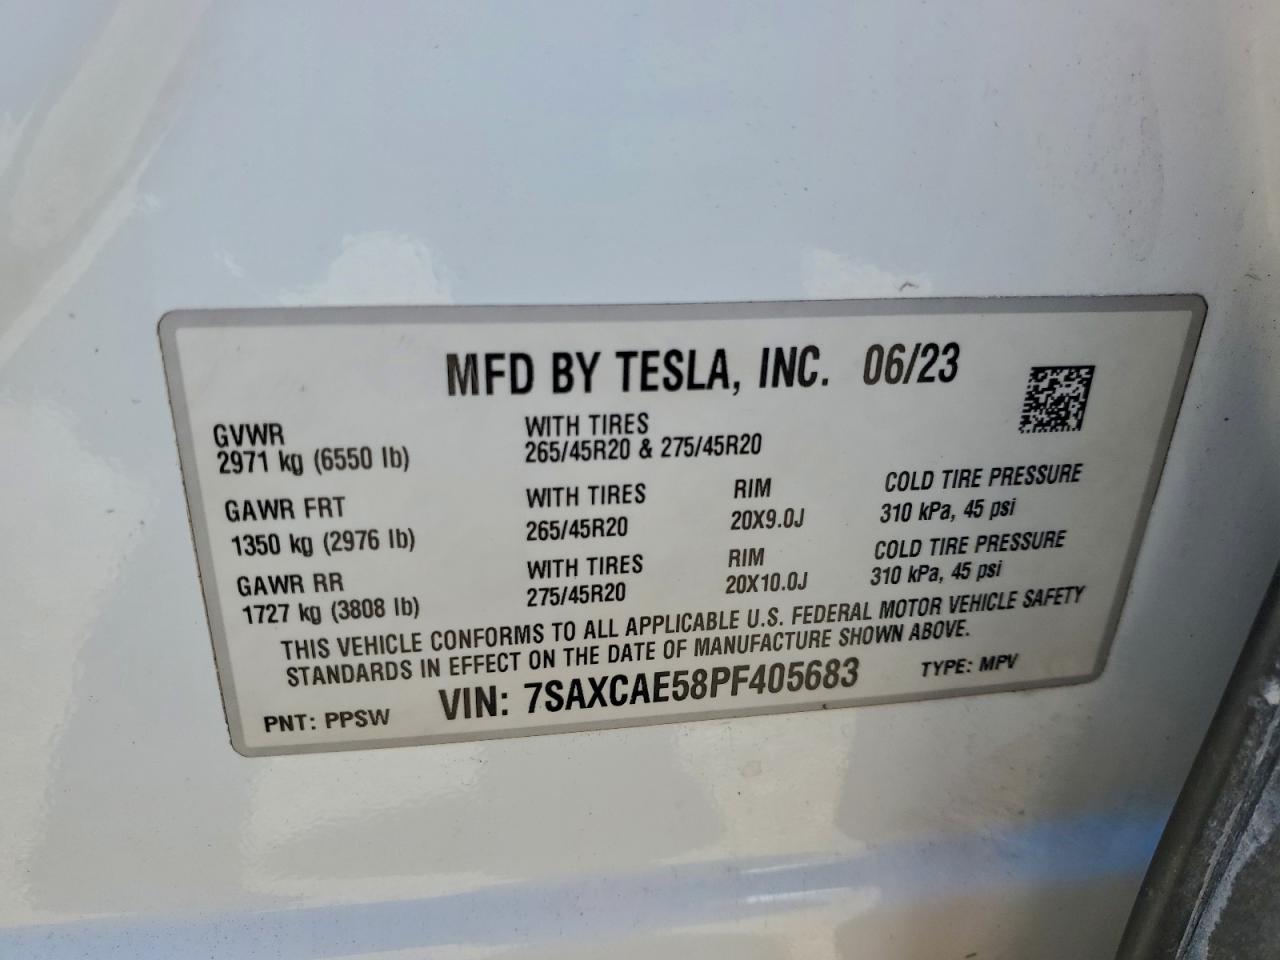 MFD BY TESLA, INC. 06/23
GVWR
2971 kg (6550 lb)
WITH TIRES
265/45R20 & 275/45R20
GAWR FRT
1350 kg (2976 lb)
WITH TIRES
265/45R20
RIM
20X9.0J
COLD TIRE PRESSURE
310 kPa, 45 psi
GAWR RR
1727 kg (3808 lb)
WITH TIRES
275/45R20
RIM
20X10.0J
COLD TIRE PRESSURE
310 kPa, 45 psi
THIS VEHICLE CONFORMS TO ALL APPLICABLE U.S. FEDERAL MOTOR VEHICLE SAFETY
STANDARDS IN EFFECT ON THE DATE OF MANUFACTURE SHOWN ABOVE.
PNT: PPSW
VIN: 7SAXCAE58PF405683
TYPE: MPV